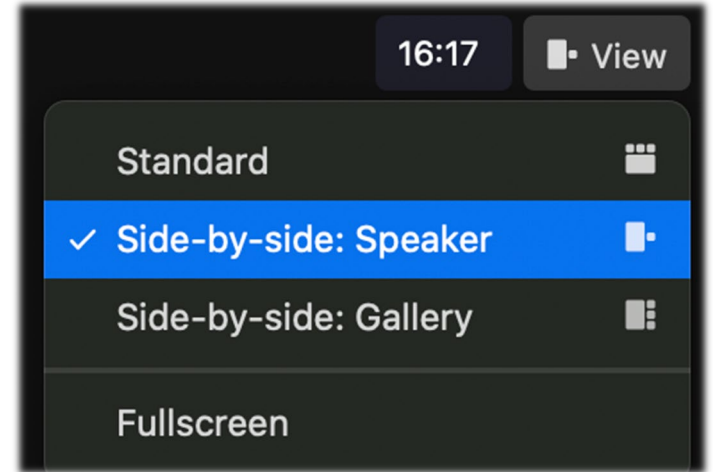 16:17 View
Standard
Side-by-side: Speaker
Side-by-side: Gallery
Fullscreen